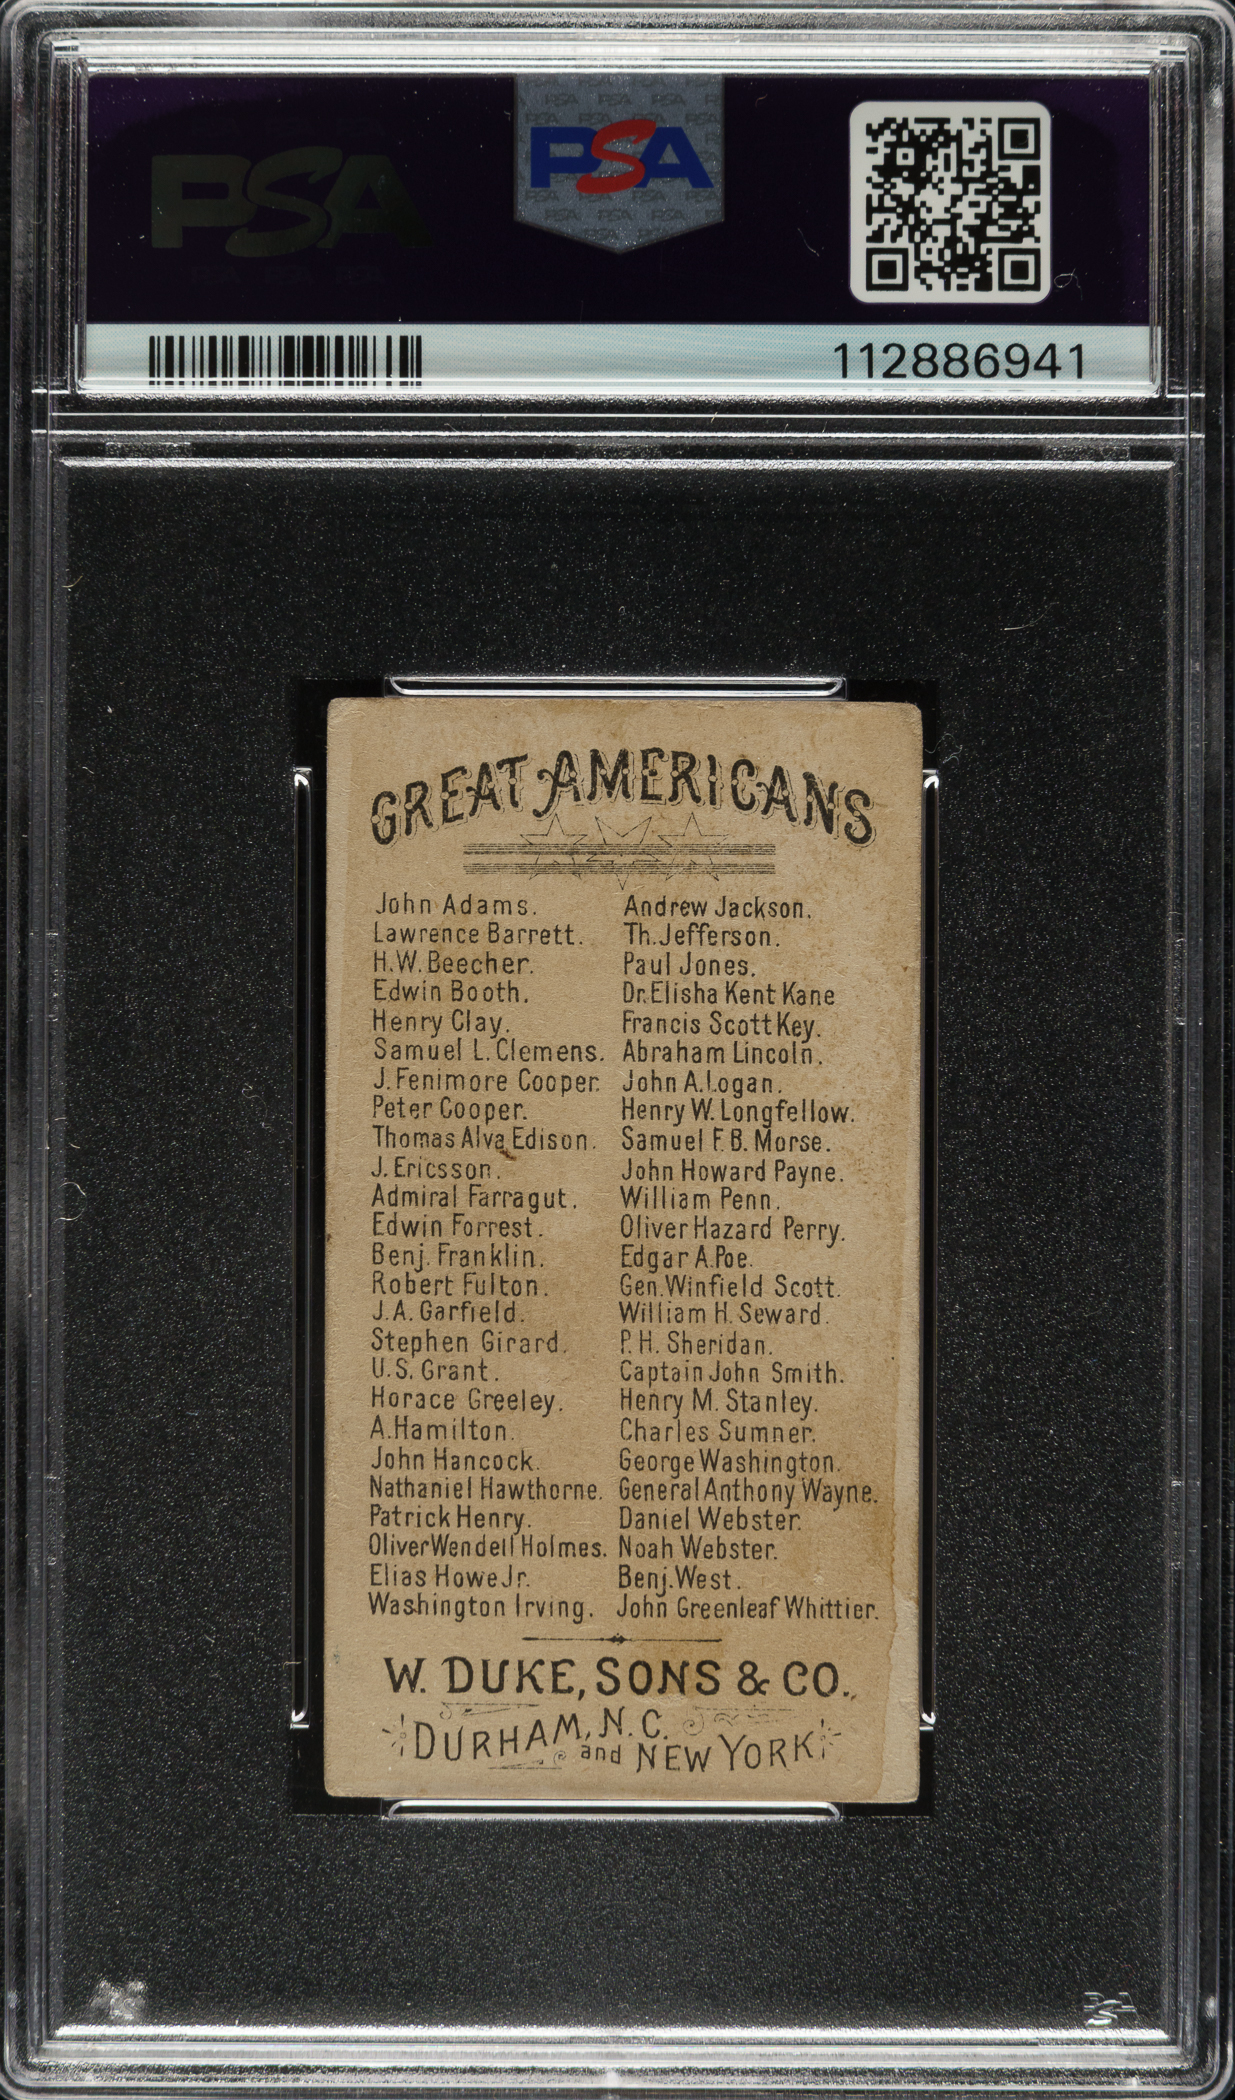 PSA
PSA
112886941
GREAT AMERICANS
John Adams.
Lawrence Barrett.
H.W. Beecher.
Edwin Booth.
Henry Clay.
Samuel L. Clemens.
J. Fenimore Cooper.
Peter Cooper.
Thomas Alva Edison.
J. Ericsson.
Admiral Farragut.
Edwin Forrest.
Benj. Franklin.
Robert Fulton.
J.A. Garfield.
Stephen Girard.
U.S. Grant.
Horace Greeley.
A. Hamilton.
John Hancock.
Nathaniel Hawthorne.
Patrick Henry.
Oliver Wendell Holmes.
Elias Howe Jr.
Washington Irving.
Andrew Jackson.
Th. Jefferson.
Paul Jones.
Dr. Elisha Kent Kane
Francis Scott Key.
Abraham Lincoln.
John A. Logan.
Henry W. Longfellow.
Samuel F. B. Morse.
John Howard Payne.
William Penn.
Oliver Hazard Perry.
Edgar A. Poe.
Gen. Winfield Scott.
William H. Seward.
P. H. Sheridan.
Captain John Smith.
Henry M. Stanley.
Charles Sumner.
George Washington.
General Anthony Wayne.
Daniel Webster.
Noah Webster.
Benj. West.
John Greenleaf Whittier.
W. DUKE, SONS & CO.,
DURHAM, N.C.
and NEW YORK
PSA